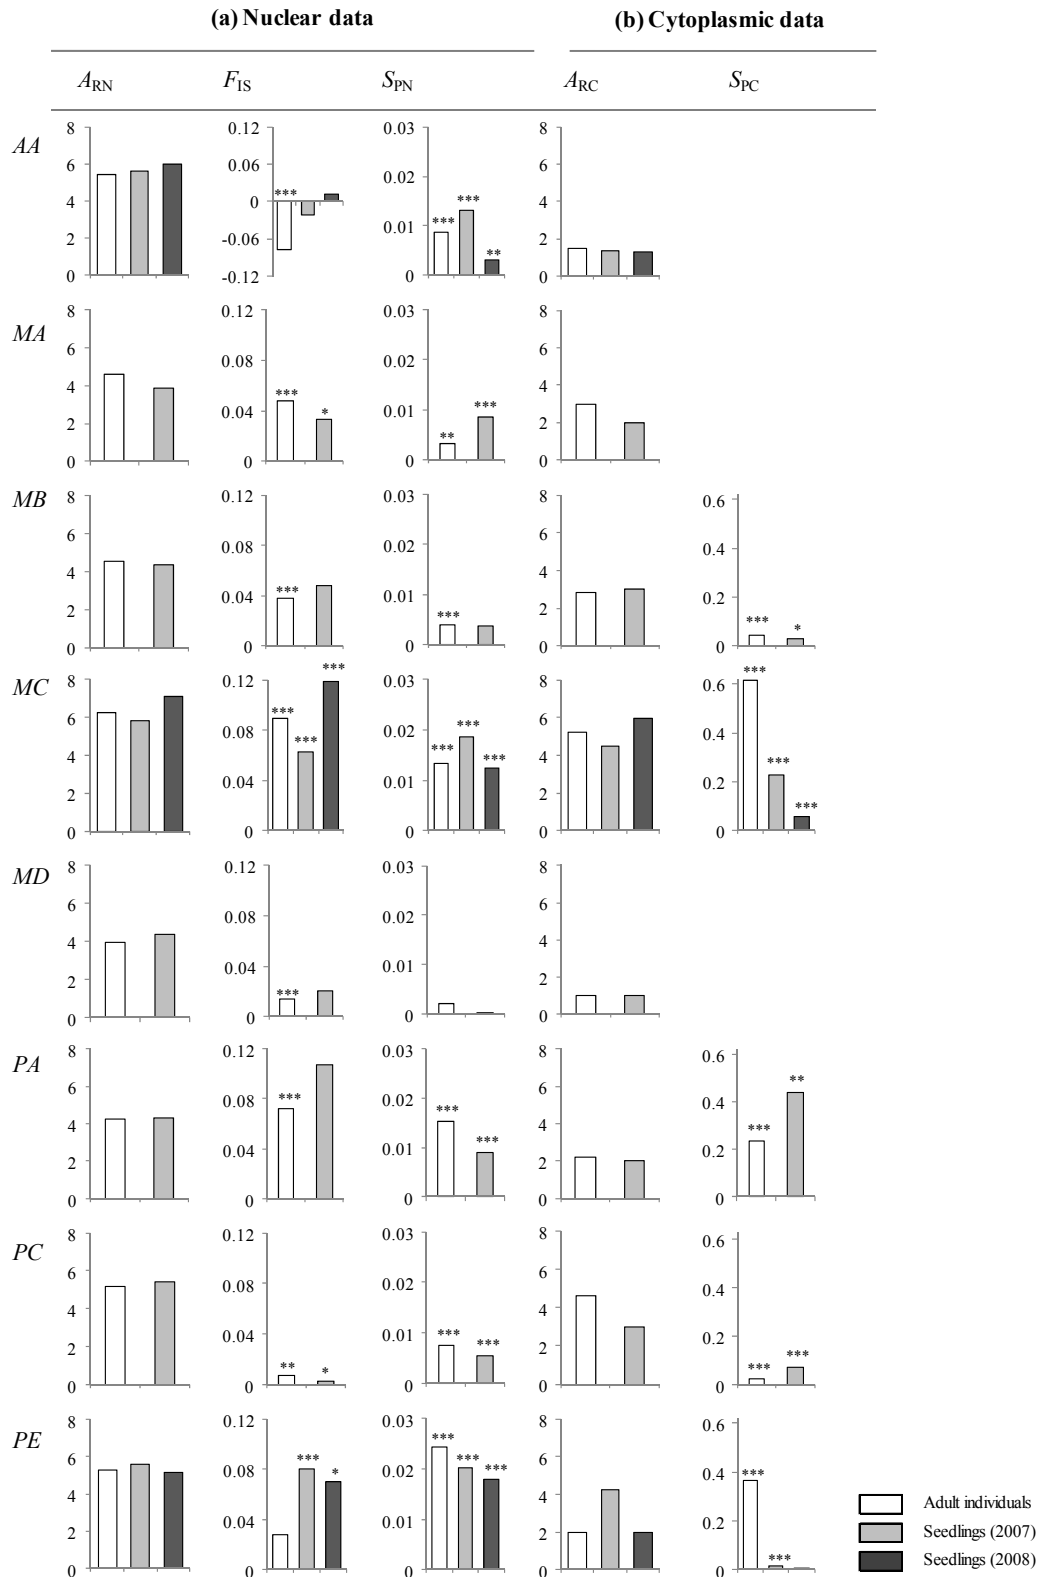 (a) Nuclear data (b) Cytoplasmic data
A_RN F_IS S_PN A_RC S_PC
AA
8 6 4 2 0
0.12 0.06 0 -0.06 -0.12
***
0.03 0.02 0.01 0
*** *** **
8 6 4 2 0
MA
8 6 4 2 0
0.12 0.08 0.04 0
*** *
0.03 0.02 0.01 0
** ***
8 6 4 2 0
MB
8 6 4 2 0
0.12 0.08 0.04 0
***
0.03 0.02 0.01 0
***
8 6 4 2 0
0.6 0.4 0.2 0
*** *
MC
8 6 4 2 0
0.12 0.08 0.04 0
*** *** ***
0.03 0.02 0.01 0
*** *** ***
8 6 4 2 0
0.6 0.4 0.2 0
*** *** ***
MD
8 6 4 2 0
0.12 0.08 0.04 0
***
0.03 0.02 0.01 0
8 6 4 2 0
PA
8 6 4 2 0
0.12 0.08 0.04 0
***
0.03 0.02 0.01 0
*** ***
8 6 4 2 0
0.6 0.4 0.2 0
*** **
PC
8 6 4 2 0
0.12 0.08 0.04 0
** *
0.03 0.02 0.01 0
*** ***
8 6 4 2 0
0.6 0.4 0.2 0
*** ***
PE
8 6 4 2 0
0.12 0.08 0.04 0
*** *
0.03 0.02 0.01 0
*** *** ***
8 6 4 2 0
0.6 0.4 0.2 0
*** ***
Adult individuals
Seedlings (2007)
Seedlings (2008)